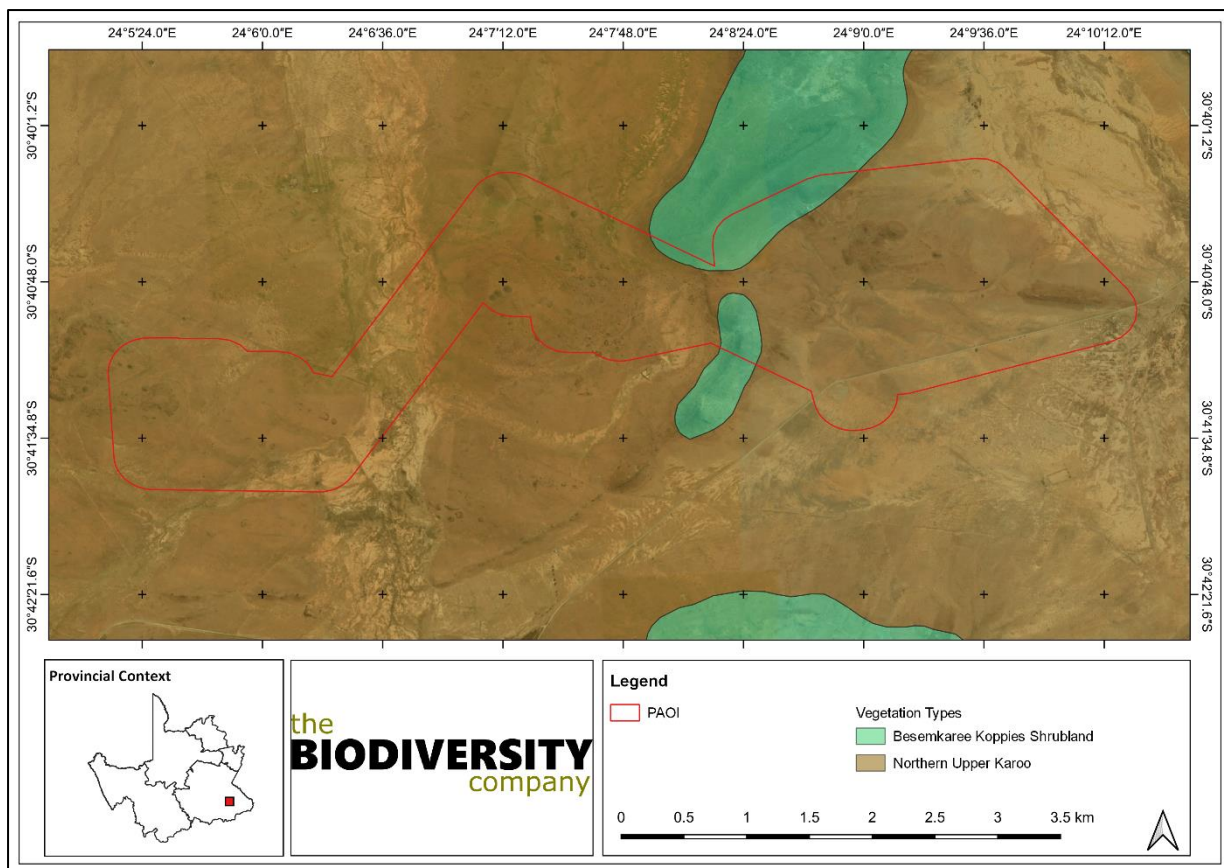 24°5'24.0"E 24°6'0.0"E 24°6'36.0"E 24°7'12.0"E 24°7'48.0"E 24°8'24.0"E 24°9'0.0"E 24°9'36.0"E 24°10'12.0"E
30°40'1.2"S 30°40'1.2"S
30°40'48.0"S 30°40'48.0"S
30°41'34.8"S 30°41'34.8"S
30°42'21.6"S 30°42'21.6"S
Provincial Context
the
BIODIVERSITY
company
Legend
PAOI
Vegetation Types
Besemkaree Koppies Shrubland
Northern Upper Karoo
0 0.5 1 1.5 2 2.5 3 3.5 km